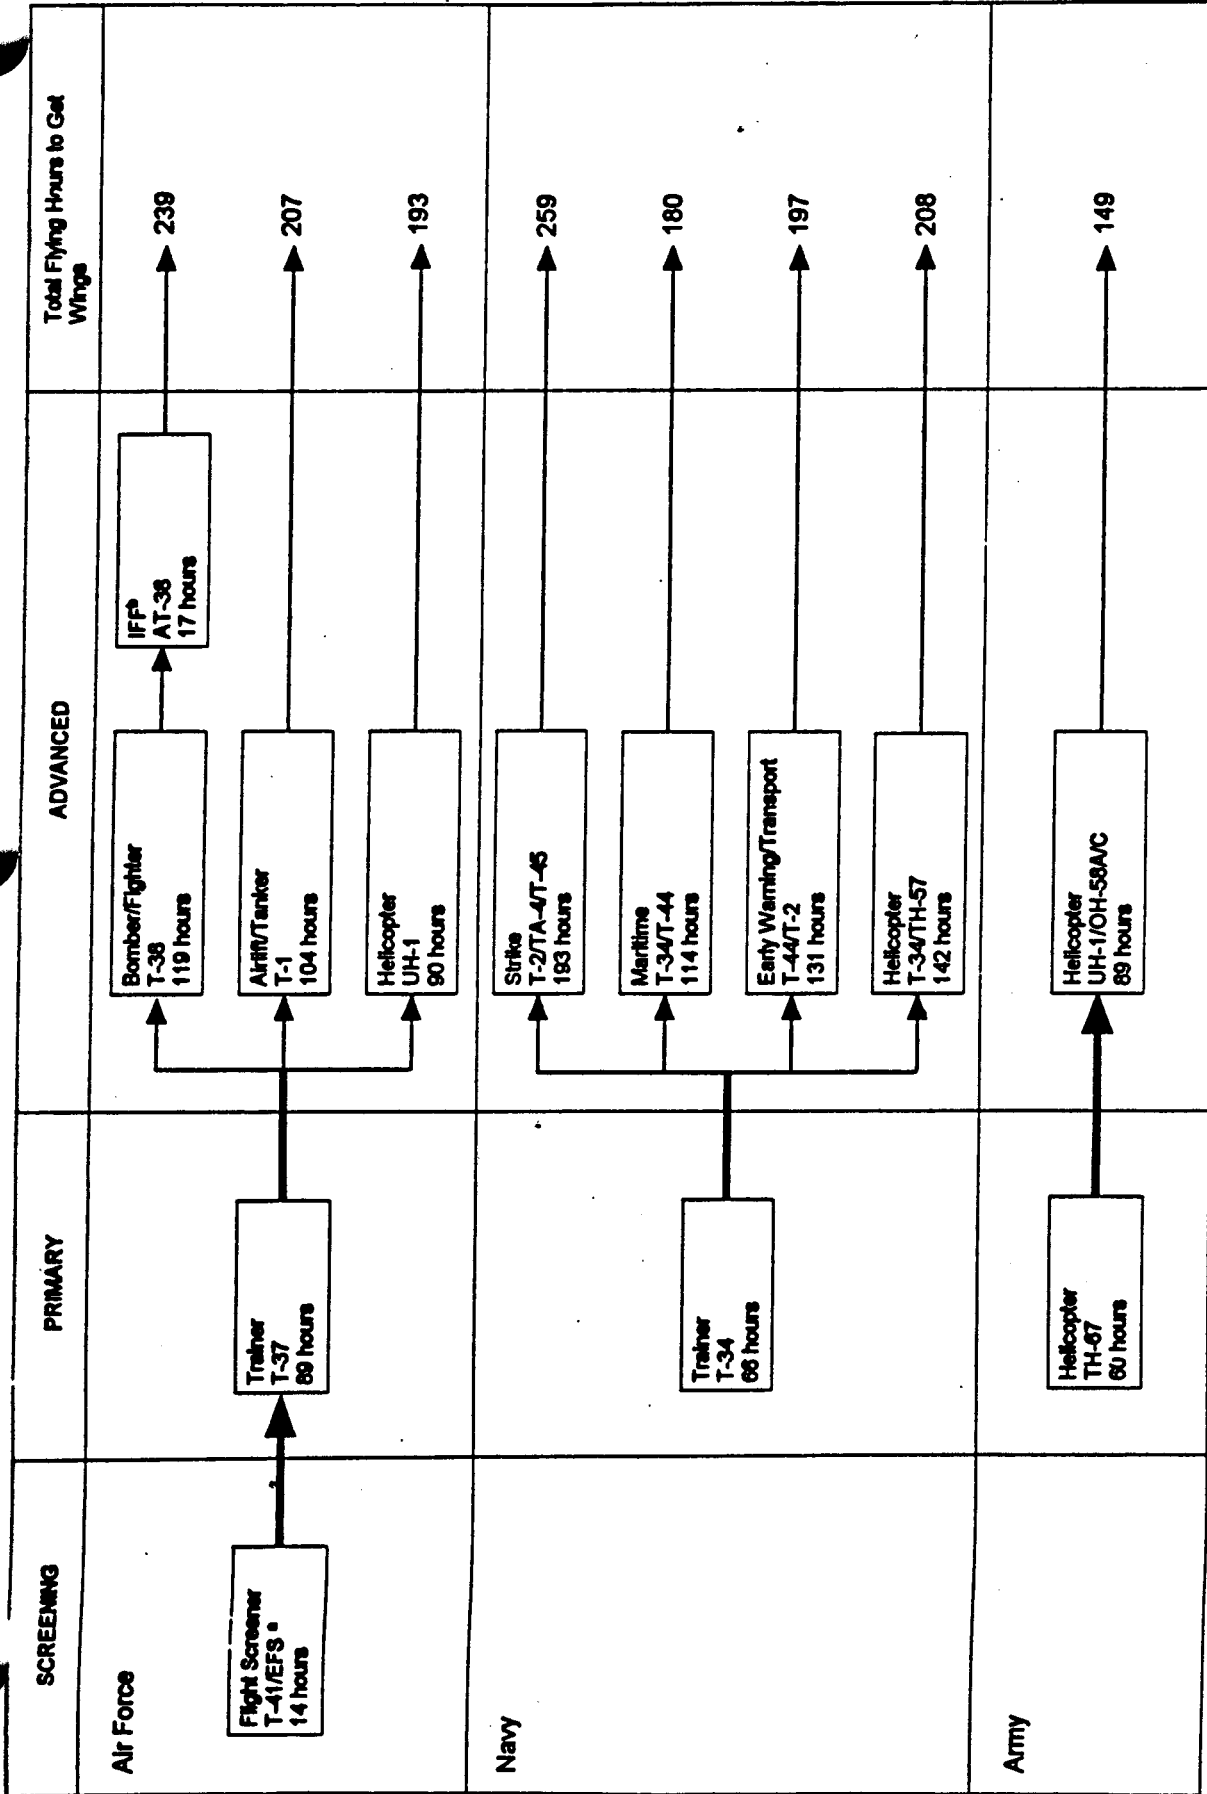 SCREENING
PRIMARY
ADVANCED
Total Flying Hours to Get
Wings
Air Force
Flight Screener
T-41/EFS a
14 hours
Trainer
T-37
89 hours
Bomber/Fighter
T-38
119 hours
IFF b
AT-38
17 hours
239
Airlift/Tanker
T-1
104 hours
207
Helicopter
UH-1
90 hours
193
Navy
Trainer
T-34
66 hours
Strike
T-2/TA-4/T-45
193 hours
259
Maritime
T-34/T-44
114 hours
180
Early Warning/Transport
T-44/T-2
131 hours
197
Helicopter
T-34/TH-57
142 hours
208
Army
Helicopter
TH-67
60 hours
Helicopter
UH-1/OH-58A/C
89 hours
149